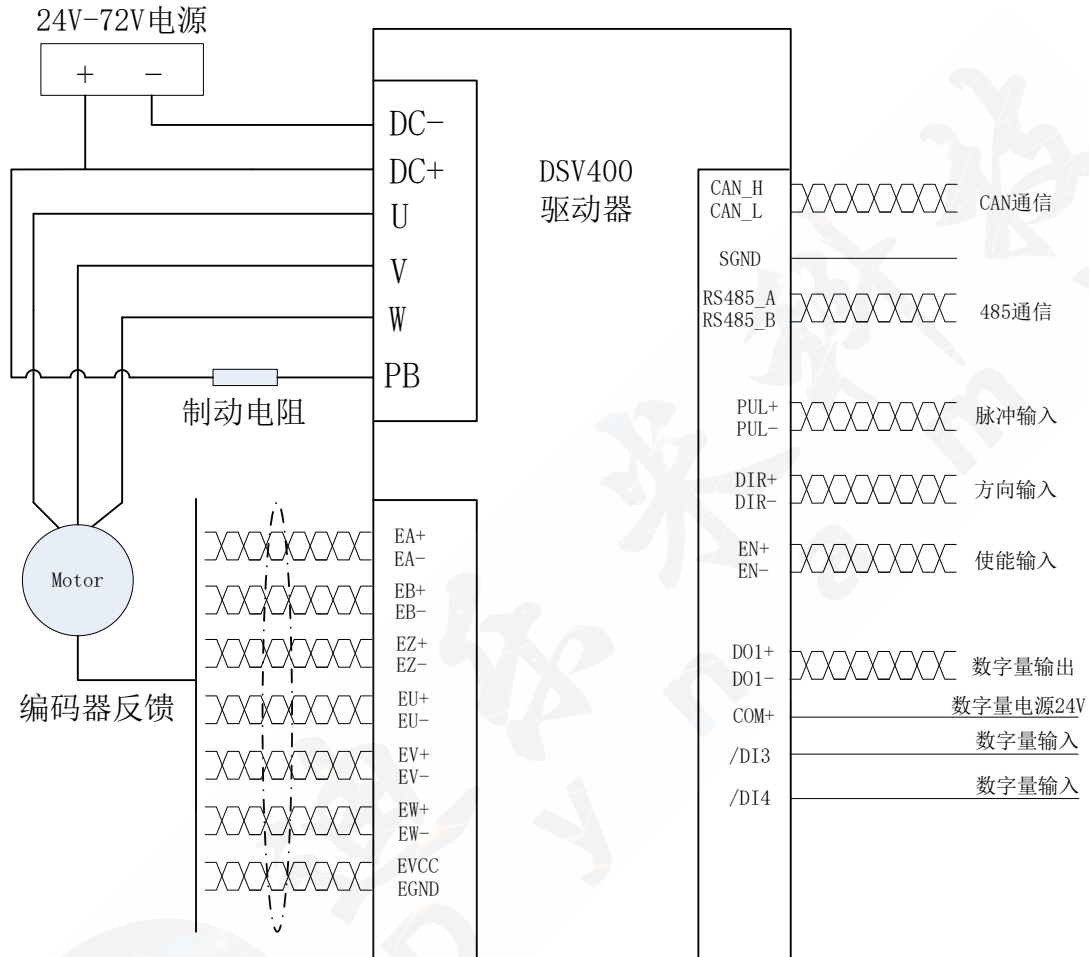 24V-72V电源
+ -
DC-
DC+
U
V
W
PB
制动电阻
DSV400
驱动器
Motor
编码器反馈
EA+
EA-
EB+
EB-
EZ+
EZ-
EU+
EU-
EV+
EV-
EW+
EW-
EVCC
EGND
CAN_H
CAN_L
CAN通信
SGND
RS485_A
RS485_B
485通信
PUL+
PUL-
脉冲输入
DIR+
DIR-
方向输入
EN+
EN-
使能输入
DO1+
DO1-
数字量输出
COM+
数字量电源24V
/DI3
数字量输入
/DI4
数字量输入